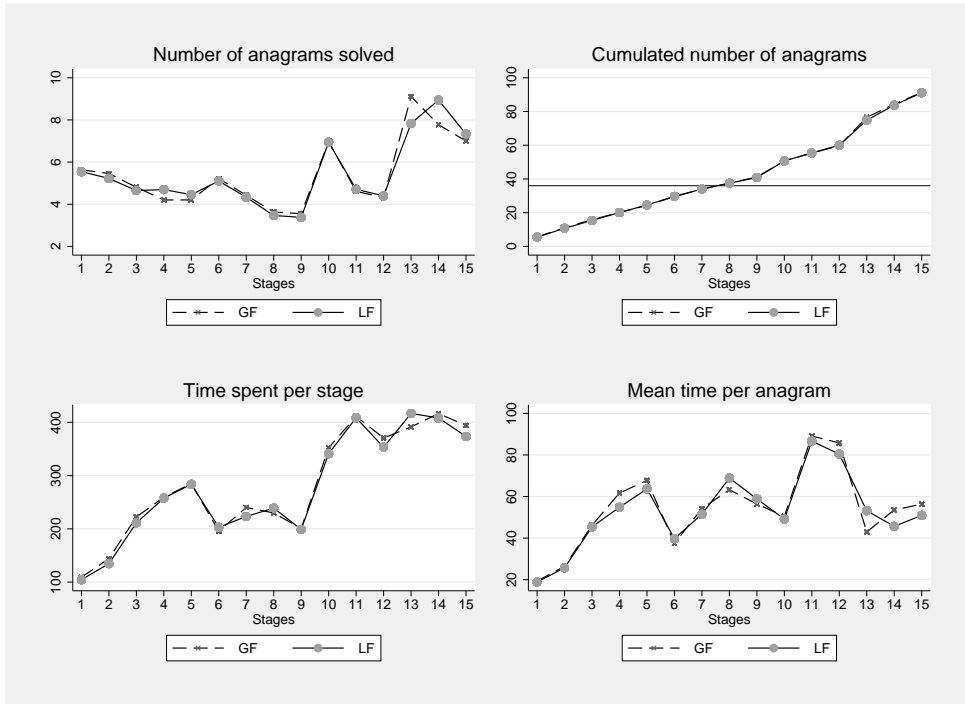 Number of anagrams solved
10
8
6
4
2
1 2 3 4 5 6 7 8 9 10 11 12 13 14 15
Stages
GF LF
Cumulated number of anagrams
100
80
60
40
20
0
1 2 3 4 5 6 7 8 9 10 11 12 13 14 15
Stages
GF LF
Time spent per stage
400
300
200
100
1 2 3 4 5 6 7 8 9 10 11 12 13 14 15
Stages
GF LF
Mean time per anagram
100
80
60
40
20
1 2 3 4 5 6 7 8 9 10 11 12 13 14 15
Stages
GF LF